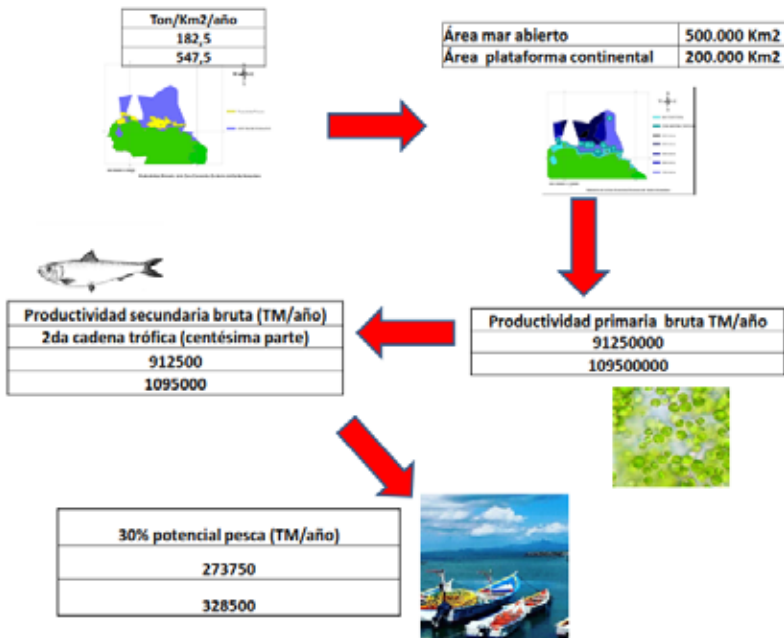 Ton/Km2/año
182,5
547,5
Área mar abierto 500.000 Km2
Área plataforma continental 200.000 Km2
Productividad secundaria bruta (TM/año)
2da cadena trófica (centésima parte)
912500
1095000
Productividad primaria bruta TM/año
91250000
109500000
30% potencial pesca (TM/año)
273750
328500